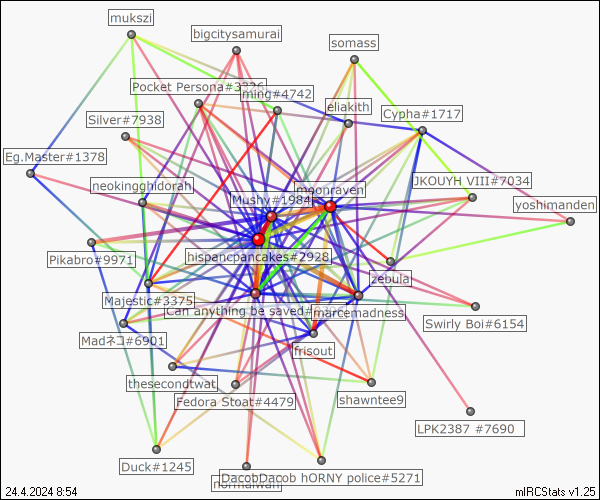 mukszi
bigcitysamurai
somass
Pocket Persona#3326
ming#4742
eliakith
Cypha#1717
Silver#7938
Eg.Master#1378
neokingghidorah
Mushy#1984
moonraven
JKOUYH VIII#7034
yoshimanden
hispancpancakes#2928
Pikabro#9971
zebula
Majestic#3375
Can anything be saved#
marcemadness
Swirly Boi#6154
Madネコ#6901
frisout
thesecondtwat
Fedora Stoat#4479
shawntee9
LPK2387 #7690
Duck#1245
DacobDacob hORNY police#5271
24.4.2024 8:54
mIRCStats v1.25